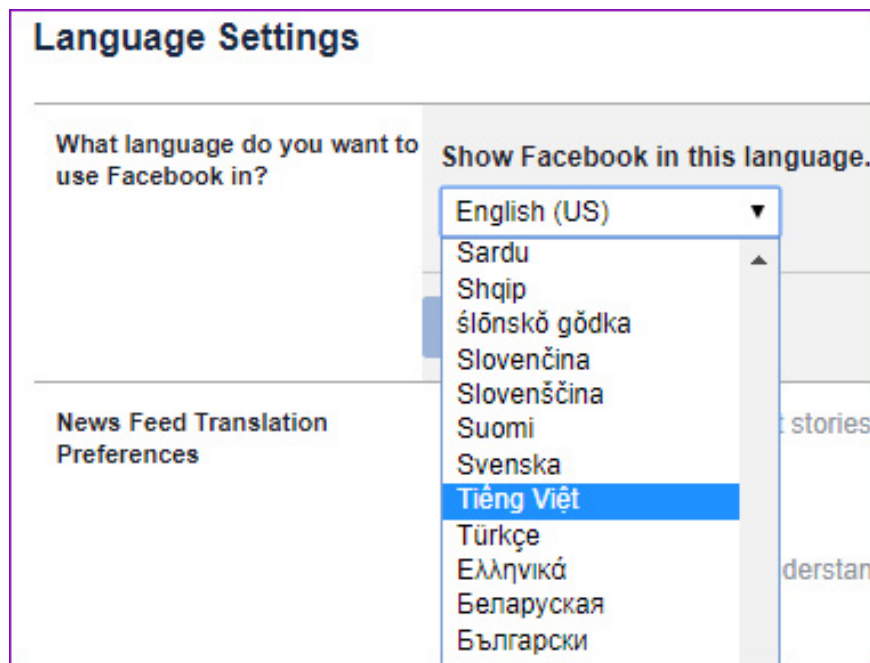 Language Settings
What language do you want to
use Facebook in?
Show Facebook in this language.
English (US)
Sardu
Shqip
ślōnskŏ gŏdka
Slovenčina
Slovenščina
Suomi
Svenska
Tiếng Việt
Türkçe
Ελληνικά
Беларуская
Български
News Feed Translation
Preferences
stories